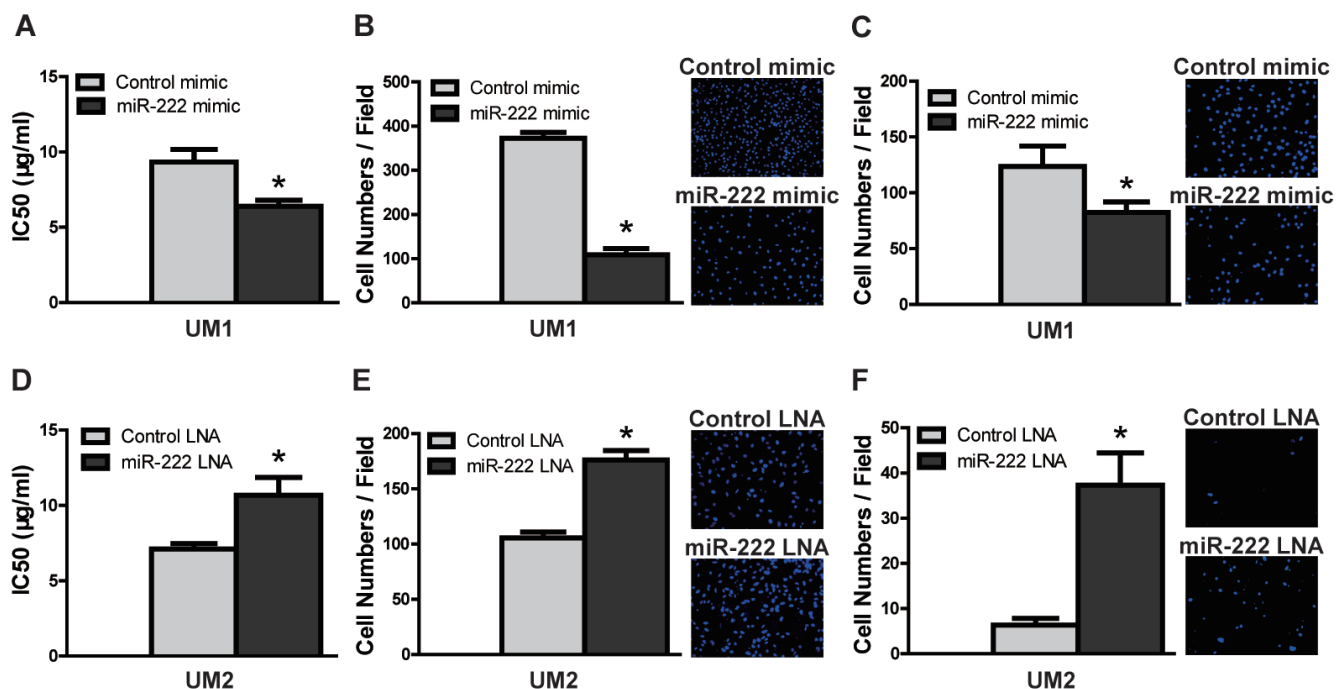 A
IC50 (µg/ml)
15
10
5
0
Control mimic
miR-222 mimic
*
UM1
B
Cell Numbers / Field
500
400
300
200
100
0
Control mimic
miR-222 mimic
*
UM1
Control mimic
miR-222 mimic
C
Cell Numbers / Field
200
150
100
50
0
Control mimic
miR-222 mimic
*
UM1
Control mimic
miR-222 mimic
D
IC50 (µg/ml)
15
10
5
0
Control LNA
miR-222 LNA
*
UM2
E
Cell Numbers / Field
200
150
100
50
0
Control LNA
miR-222 LNA
*
UM2
Control LNA
miR-222 LNA
F
Cell Numbers / Field
50
40
30
20
10
0
Control LNA
miR-222 LNA
*
UM2
Control LNA
miR-222 LNA